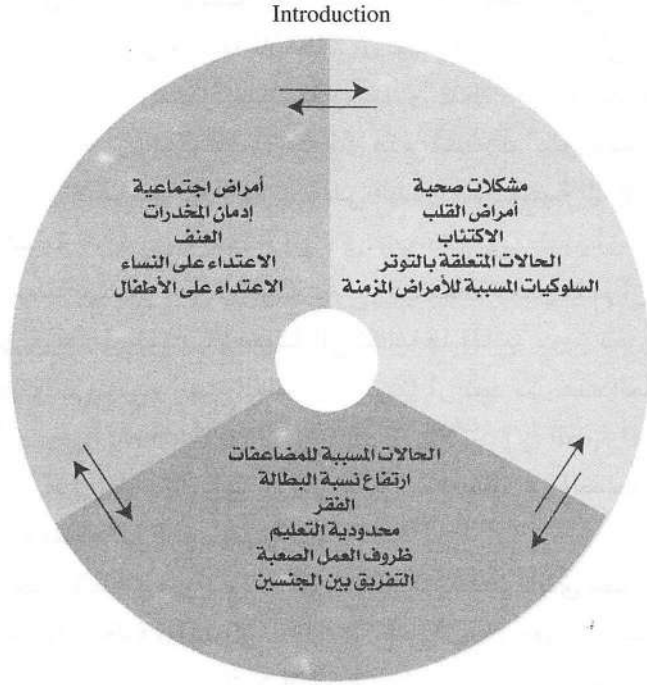 Introduction
مشكلات صحية
أمراض القلب
الاكتئاب
الحالات المتعلقة بالتوتر
السلوكيات المسببة للأمراض المزمنة
أمراض اجتماعية
إدمان المخدرات
العنف
الاعتداء على النساء
الاعتداء على الأطفال
الحالات المسببة للمضاعفات
ارتفاع نسبة البطالة
الفقر
محدودية التعليم
ظروف العمل الصعبة
التفريق بين الجنسين